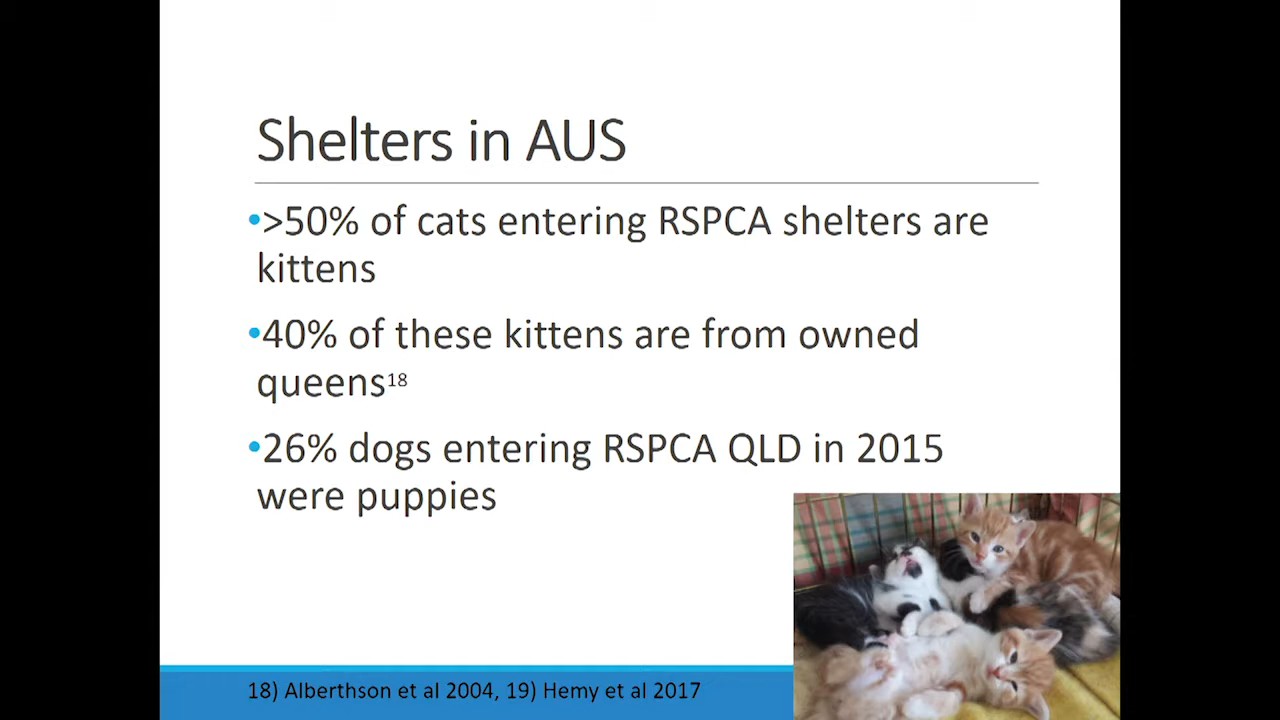 Shelters in AUS
•>50% of cats entering RSPCA shelters are
kittens
•40% of these kittens are from owned
queens18
•26% dogs entering RSPCA QLD in 2015
were puppies
18) Alberthson et al 2004, 19) Hemy et al 2017